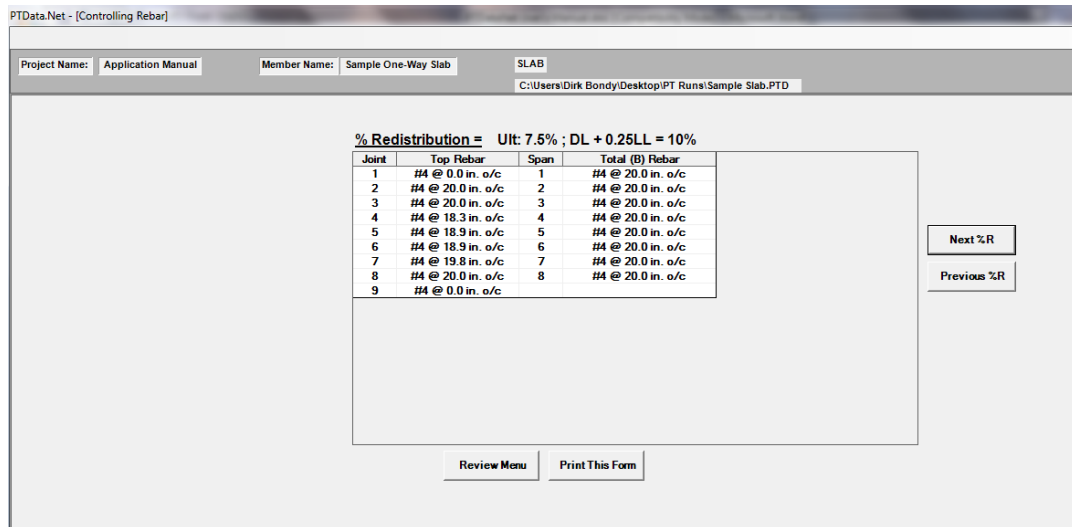 PTData.Net - [Controlling Rebar]
Project Name: Application Manual Member Name: Sample One-Way Slab SLAB
C:\Users\Dirk Bondy\Desktop\PT Runs\Sample Slab.PTD
% Redistribution = Ult: 7.5% ; DL + 0.25LL = 10%
Joint Top Rebar Span Total (B) Rebar
1 #4 @ 0.0 in. o/c 1 #4 @ 20.0 in. o/c
2 #4 @ 20.0 in. o/c 2 #4 @ 20.0 in. o/c
3 #4 @ 20.0 in. o/c 3 #4 @ 20.0 in. o/c
4 #4 @ 18.3 in. o/c 4 #4 @ 20.0 in. o/c
5 #4 @ 18.9 in. o/c 5 #4 @ 20.0 in. o/c
6 #4 @ 18.9 in. o/c 6 #4 @ 20.0 in. o/c
7 #4 @ 19.8 in. o/c 7 #4 @ 20.0 in. o/c
8 #4 @ 20.0 in. o/c 8 #4 @ 20.0 in. o/c
9 #4 @ 0.0 in. o/c
Next %R
Previous %R
Review Menu Print This Form